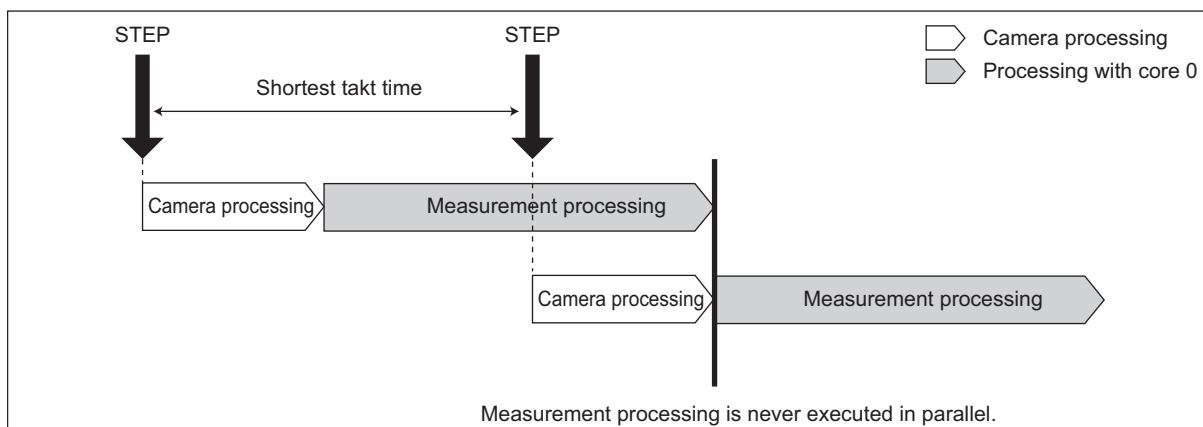 STEP
STEP
Camera processing
Processing with core 0
Shortest takt time
Camera processing
Measurement processing
Camera processing
Measurement processing
Measurement processing is never executed in parallel.